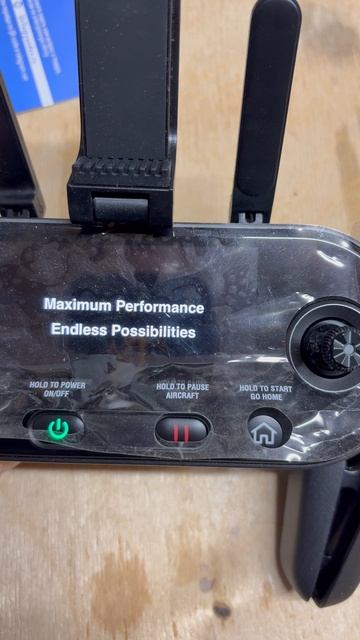 Maximum Performance
Endless Possibilities
HOLD TO POWER
ON/OFF
HOLD TO PAUSE
AIRCRAFT
HOLD TO START
GO HOME